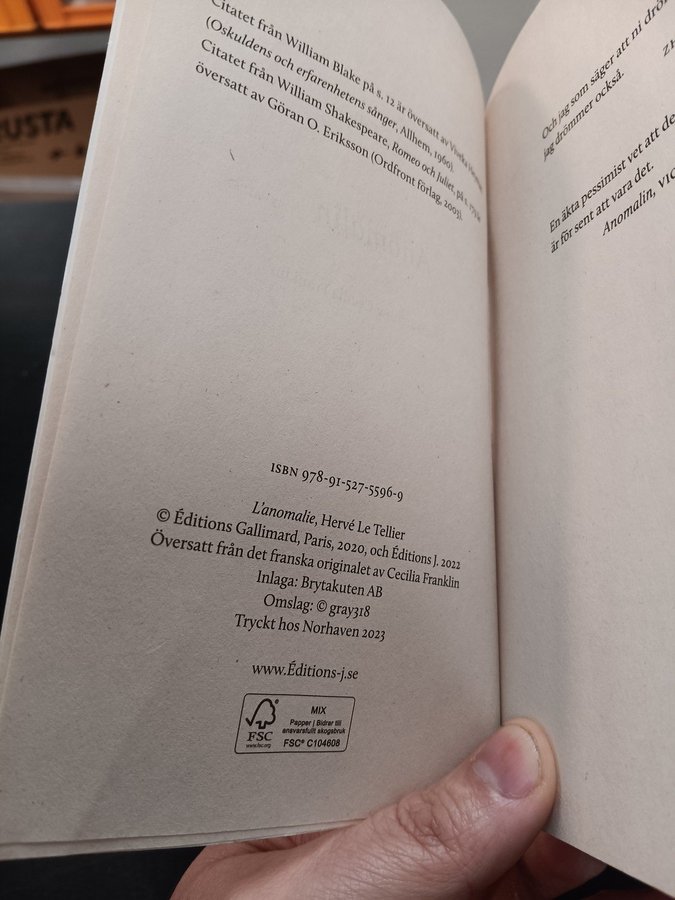 RUSTA
Citatet från William Blake på s. 12 är översatt av
(Oskuldens och erfarenhetens sånger, Allhem, 1960).
Citatet från William Shakespeare, Romeo och Juliet, på s.
översatt av Göran O. Eriksson (Ordfront förlag, 2003).
ISBN 978-91-527-5596-9
L'anomalie, Hervé Le Tellier
© Éditions Gallimard, Paris, 2020, och Éditions J. 2022
Översatt från det franska originalet av Cecilia Franklin
Inlaga: Brytakuten AB
Omslag: © gray318
Tryckt hos Norhaven 2023
www.Éditions-j.se
FSC
www.fsc.org
MIX
Papper | Bidrar till
ansvarsfullt skogsbruk
FSC® C104608
Och jag som säger att ni
jag drömmer också.
En äkta pessimist vet att de
är för sent att vara det.
Anomalin, VIC